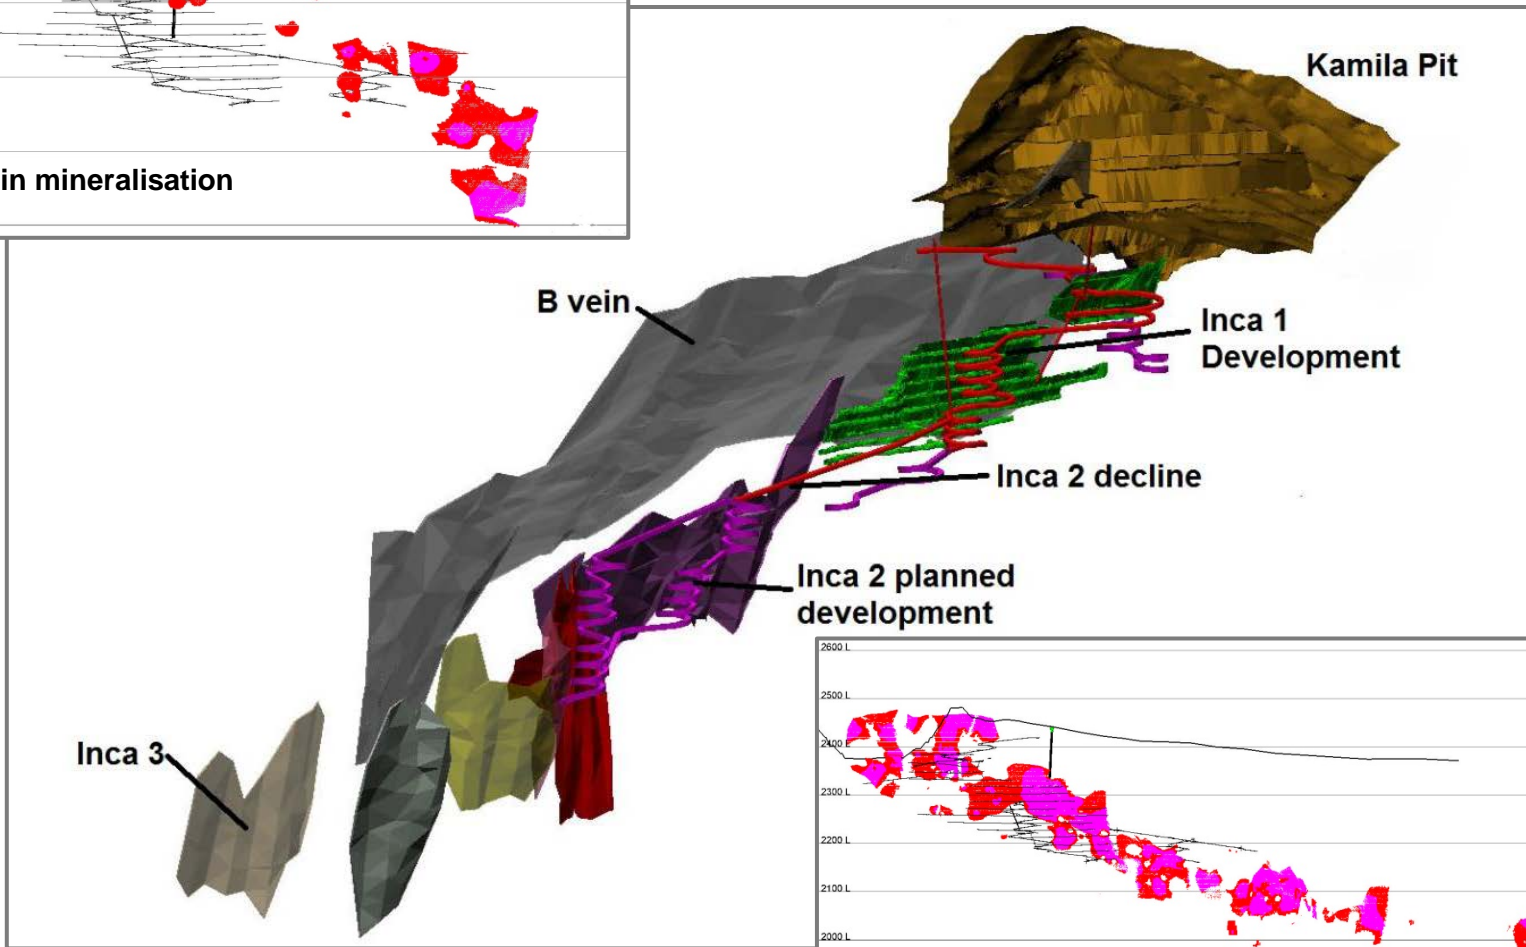 in mineralisation
Kamila Pit
B vein
Inca 1
Development
Inca 2 decline
Inca 2 planned
development
Inca 3
2600 L
2500 L
2400 L
2300 L
2200 L
2100 L
2000 L